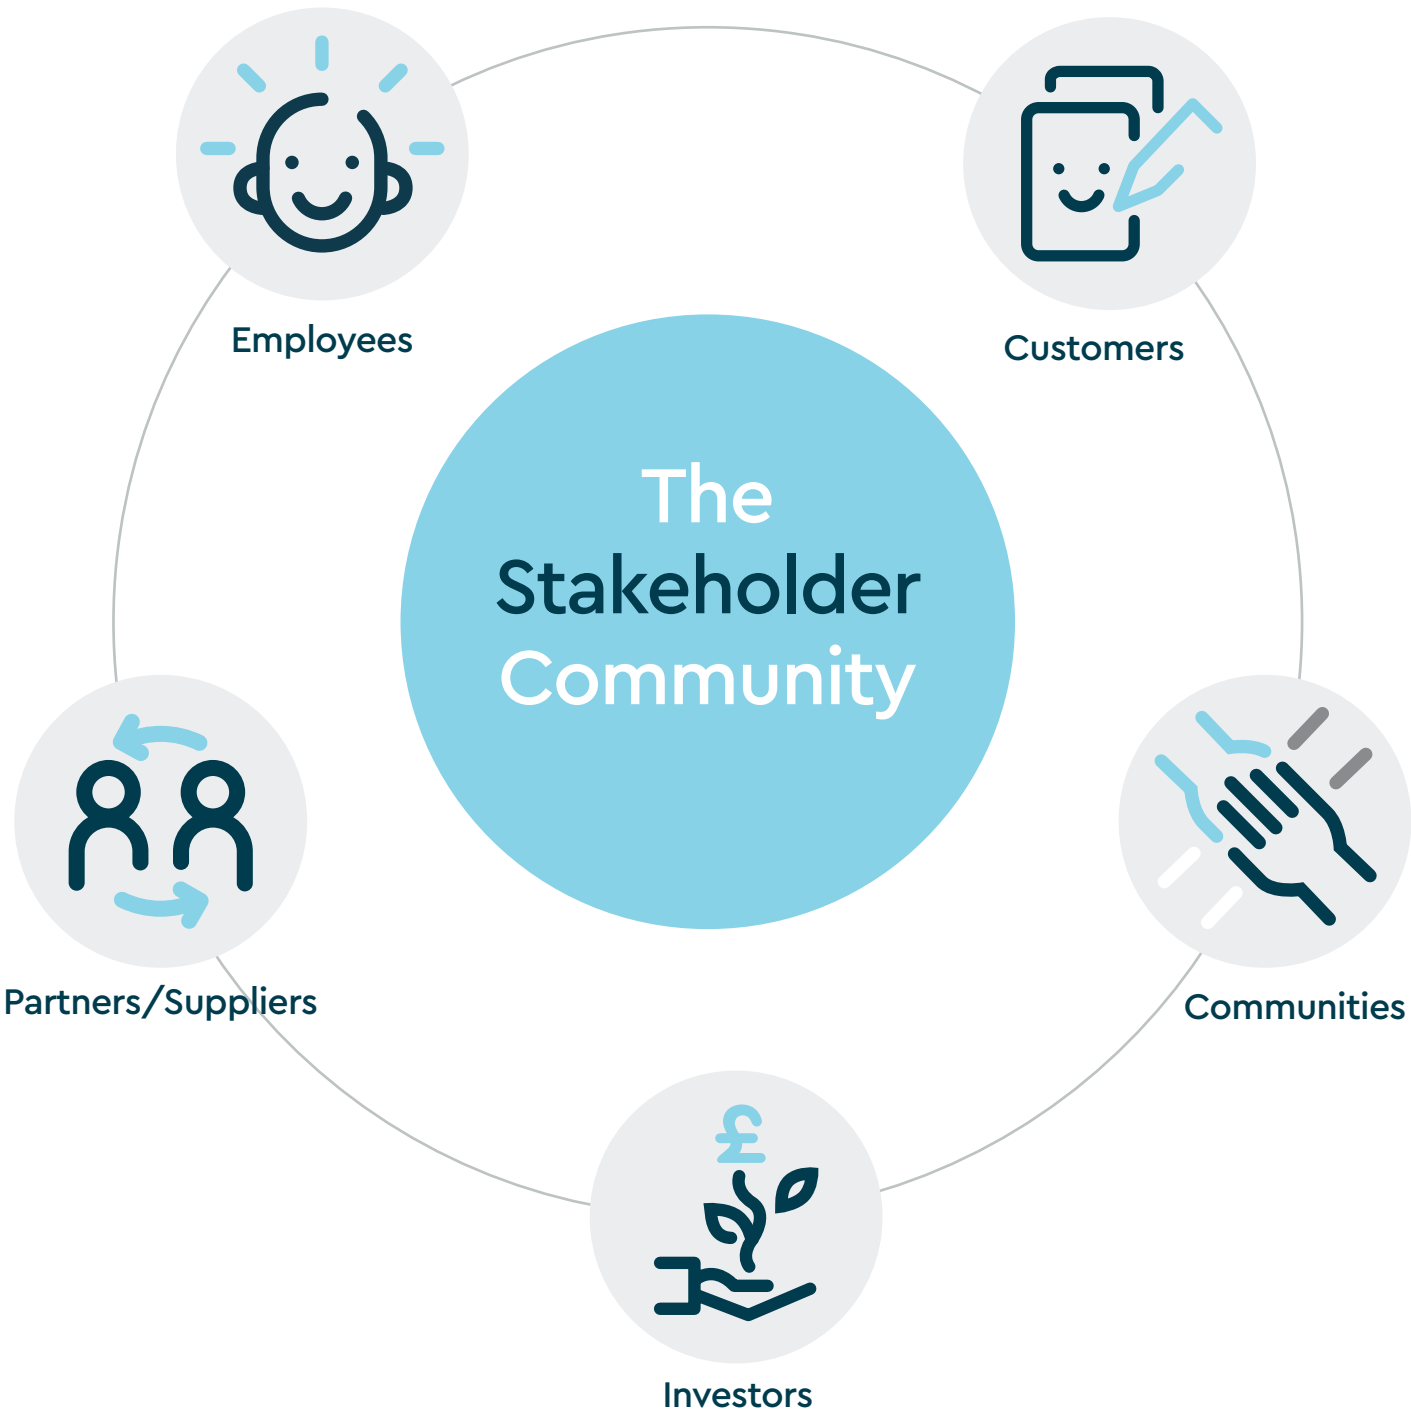 Employees
Customers
The
Stakeholder
Community
Partners/Suppliers
Communities
£
Investors